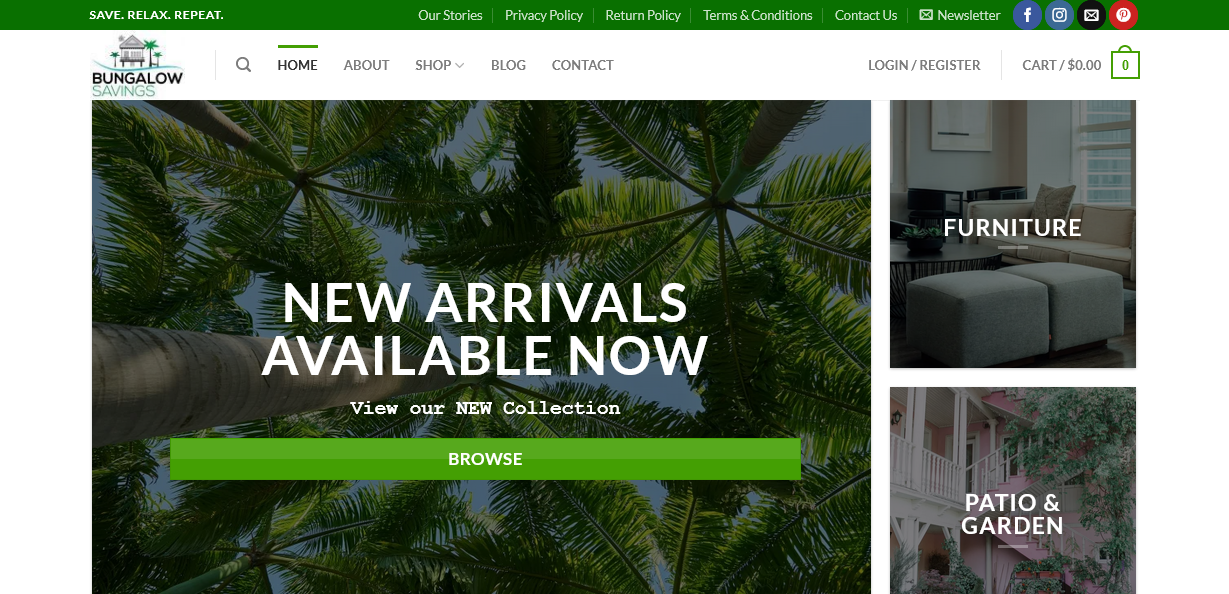 SAVE. RELAX. REPEAT.
Our Stories
Privacy Policy
Return Policy
Terms & Conditions
Contact Us
Newsletter
BUNGALOW
SAVINGS
HOME
ABOUT
SHOP
BLOG
CONTACT
LOGIN / REGISTER
CART / $0.00
0
NEW ARRIVALS
AVAILABLE NOW
View our NEW Collection
BROWSE
FURNITURE
PATIO &
GARDEN